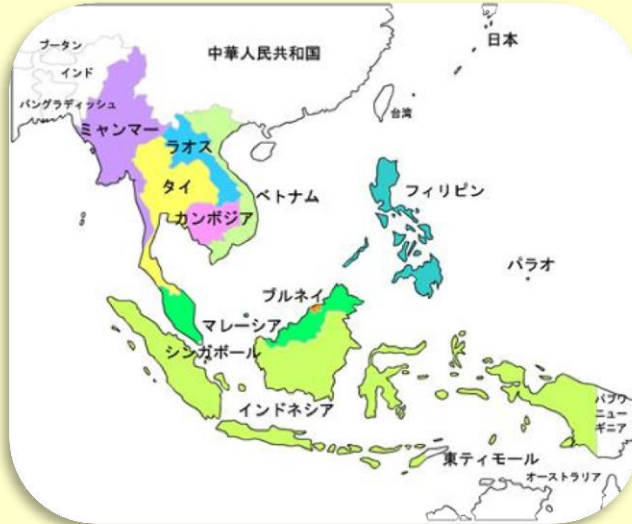 ブータン
中華人民共和国
日本
インド
バングラディッシュ
台湾
ミャンマー
ラオス
タイ
ベトナム
フィリピン
カンボジア
パラオ
ブルネイ
マレーシア
シンガポール
インドネシア
パプワ
ニュー
ギニア
東ティモール
オーストラリア